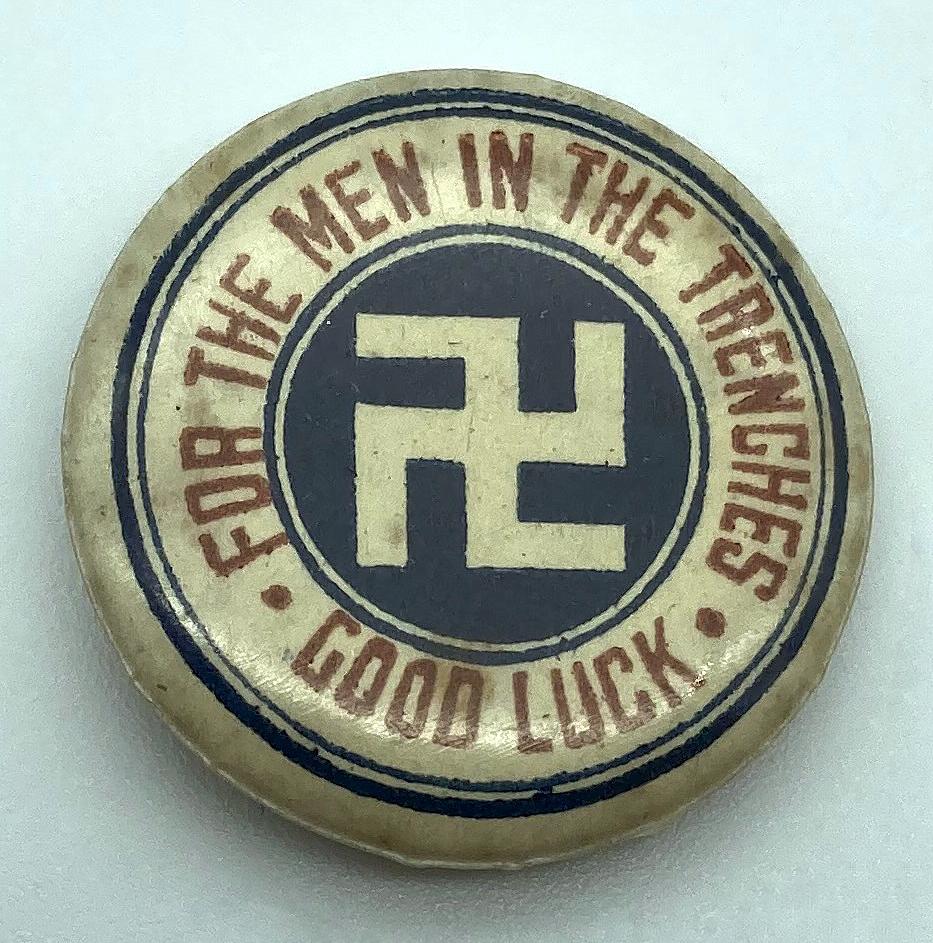 FOR THE MEN IN THE TRENCHES
• GOOD LUCK •